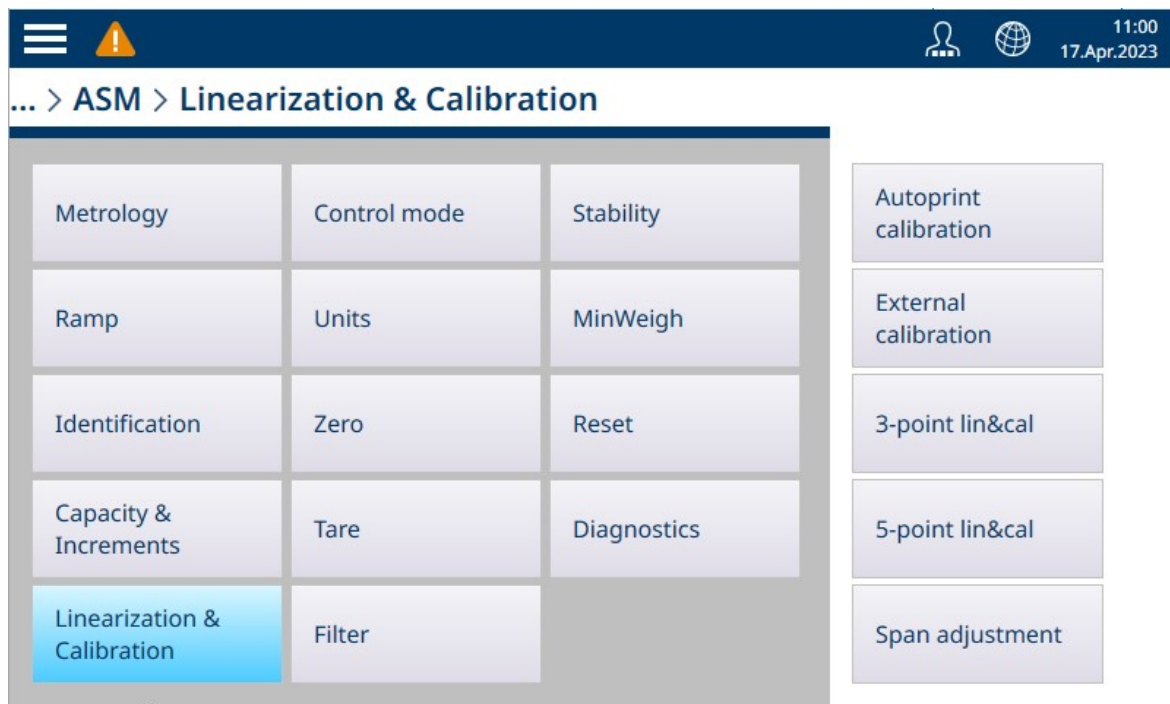 11:00
17.Apr.2023
... > ASM > Linearization & Calibration
Metrology
Control mode
Stability
Autoprint
calibration
Ramp
Units
MinWeigh
External
calibration
Identification
Zero
Reset
3-point lin&cal
Capacity &
Increments
Tare
Diagnostics
5-point lin&cal
Linearization &
Calibration
Filter
Span adjustment